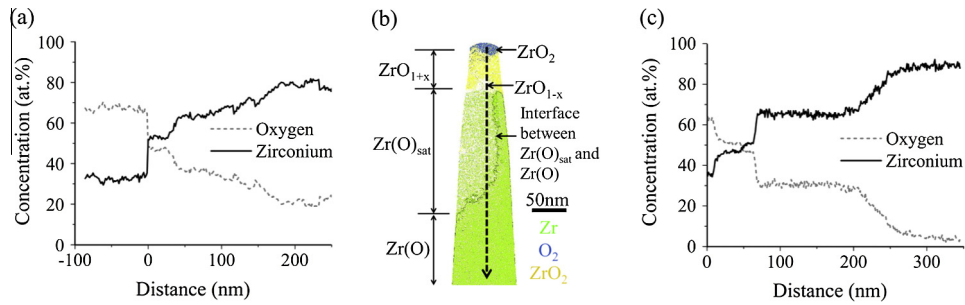 (a)
Concentration (at.%)
100
80
60
40
20
0
Oxygen
Zirconium
-100
0
100
200
Distance (nm)
(b)
ZrO2
ZrO1+x
ZrO1-x
Interface
between
Zr(O)sat and
Zr(O)
Zr(O)sat
50nm
Zr(O)
Zr
O2
ZrO2
(c)
Concentration (at.%)
100
80
60
40
20
0
Oxygen
Zirconium
0
100
200
300
Distance (nm)